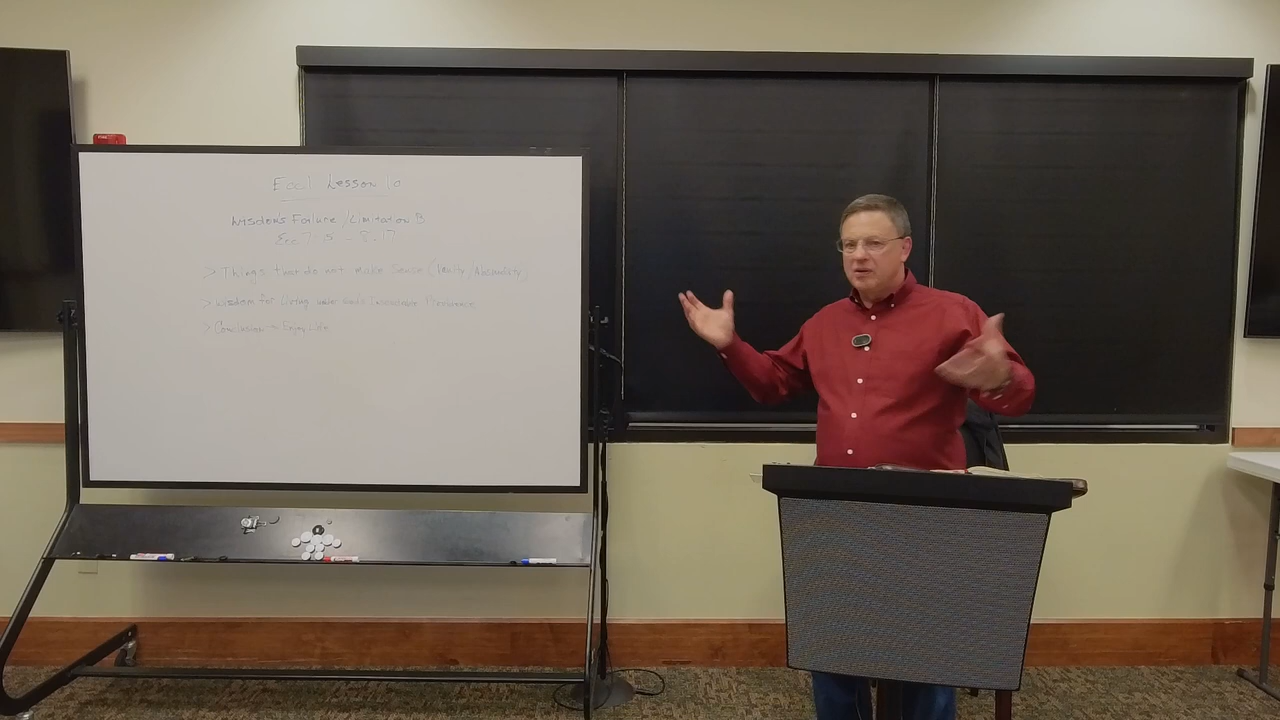 Eccl Lesson 10
Wisdom's Failure / Limitation B
Ecc 7:15 - 8:17
> Things that do not make Sense (Vanity / Absurdity)
> Wisdom for Living under God's Inscrutable Providence
> Conclusion → Enjoy Life